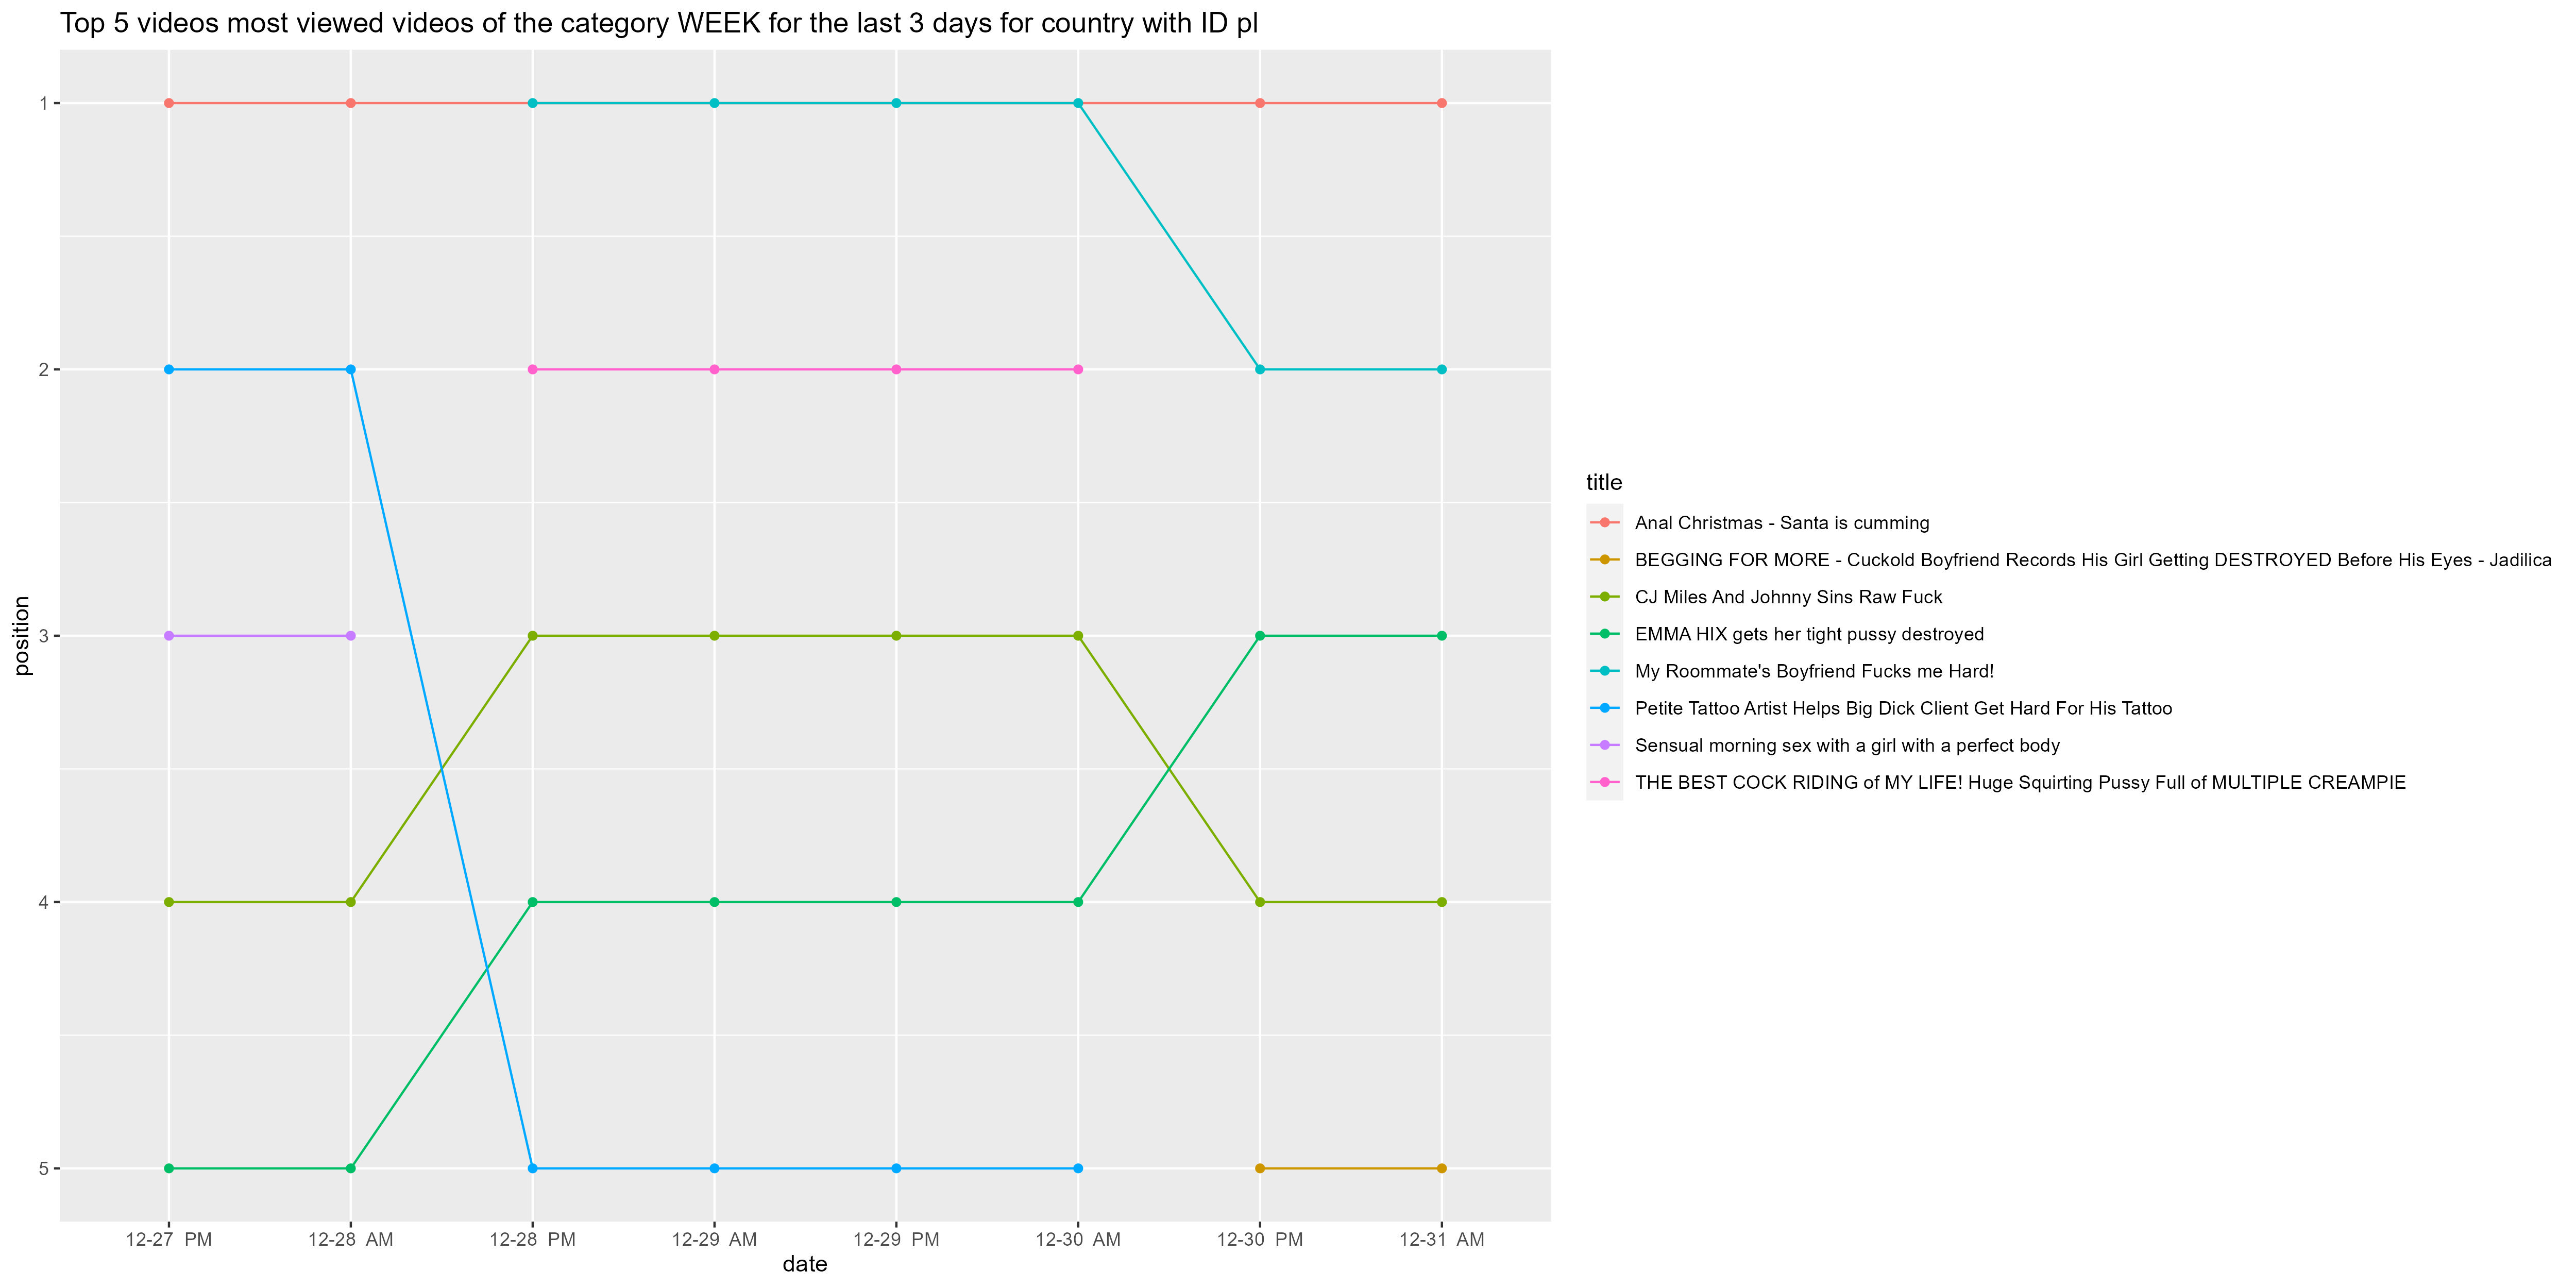 Top 5 videos most viewed videos of the category WEEK for the last 3 days for country with ID pl
position
1
2
3
4
5
12-27 PM
12-28 AM
12-28 PM
12-29 AM
12-29 PM
12-30 AM
12-30 PM
12-31 AM
date
title
Anal Christmas - Santa is cumming
BEGGING FOR MORE - Cuckold Boyfriend Records His Girl Getting DESTROYED Before His Eyes - Jadilica
CJ Miles And Johnny Sins Raw Fuck
EMMA HIX gets her tight pussy destroyed
My Roommate's Boyfriend Fucks me Hard!
Petite Tattoo Artist Helps Big Dick Client Get Hard For His Tattoo
Sensual morning sex with a girl with a perfect body
THE BEST COCK RIDING of MY LIFE! Huge Squirting Pussy Full of MULTIPLE CREAMPIE